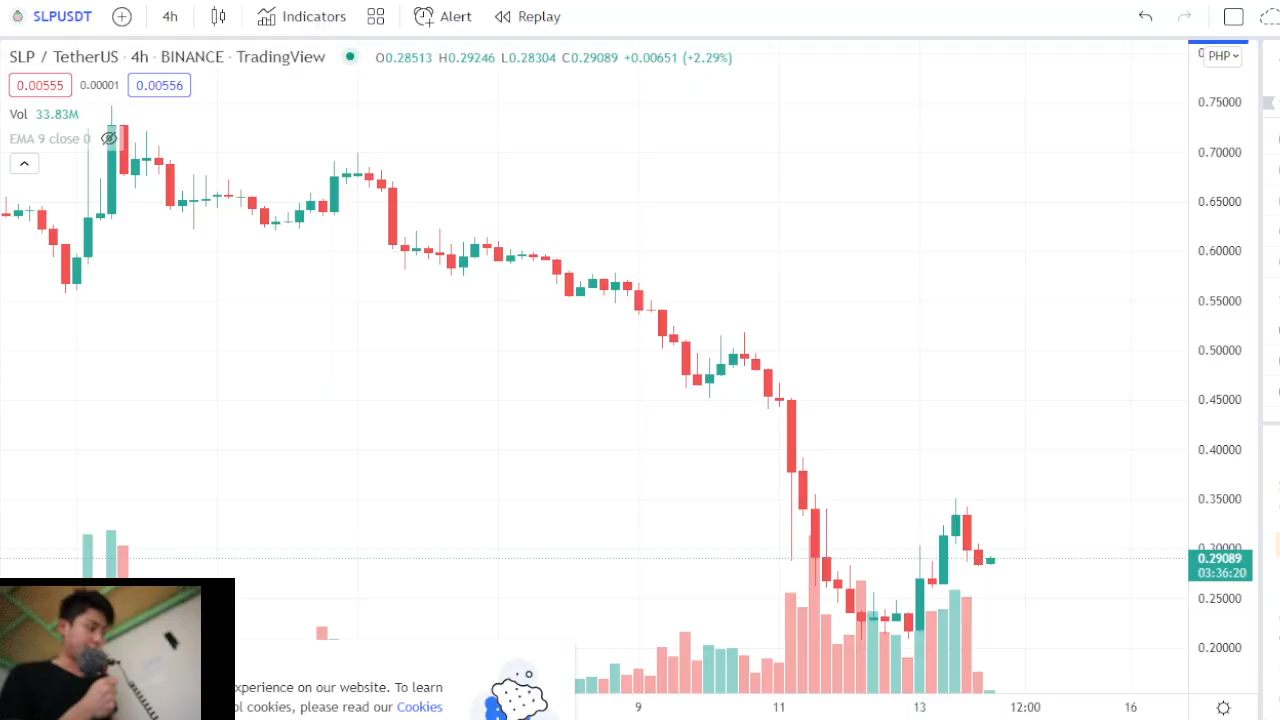 SLPUSDT 4h Indicators Alert Replay
SLP / TetherUS · 4h · BINANCE · TradingView O0.28513 H0.29246 L0.28304 C0.29089 +0.00651 (+2.29%)
PHP
0.00555 0.00001 0.00556
Vol 33.83M
EMA 9 close 0
0.75000
0.70000
0.65000
0.60000
0.55000
0.50000
0.45000
0.40000
0.35000
0.30000
0.29089
03:36:20
0.25000
0.20000
xperience on our website. To learn
ol cookies, please read our Cookies
9 11 13 12:00 16